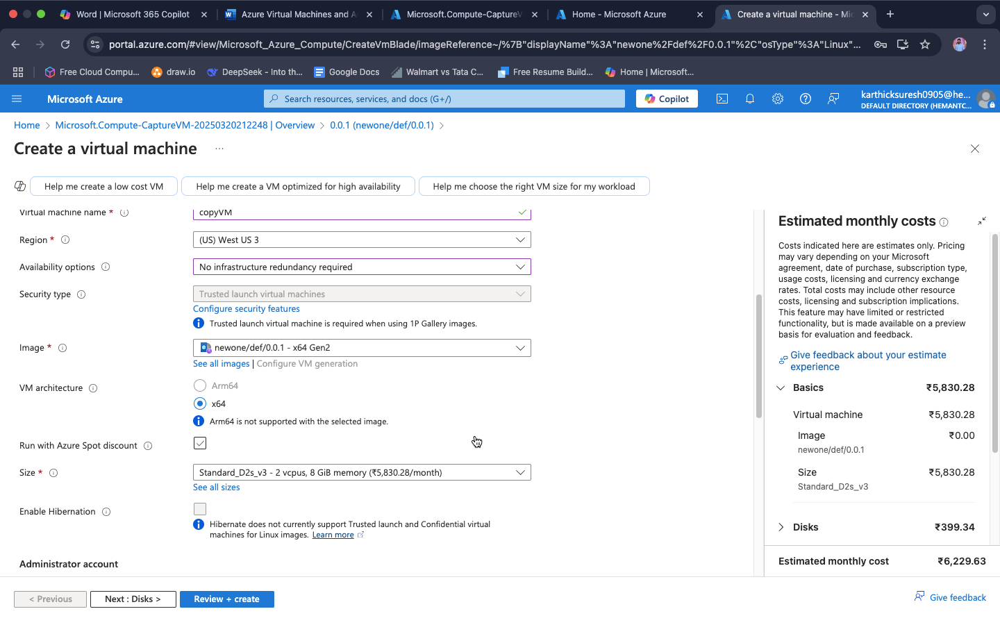 Word | Microsoft 365 Copilot
Azure Virtual Machines and A
Microsoft.Compute-CaptureV
Home - Microsoft Azure
Create a virtual machine - Mi
portal.azure.com/#view/Microsoft_Azure_Compute/CreateVmBlade/imageReference~/%7B"displayName"%3A"newone%2Fdef%2F0.0.1"%2C"osType"%3A"Linux"...
Free Cloud Compu...
draw.io
DeepSeek - Into th...
Google Docs
Walmart vs Tata C...
Free Resume Build...
Home | Microsoft...
Microsoft Azure
Search resources, services, and docs (G+/)
Copilot
karthicksuresh0905@he...
DEFAULT DIRECTORY (HEMANTC...
Home > Microsoft.Compute-CaptureVM-20250320212248 | Overview > 0.0.1 (newone/def/0.0.1) >
Create a virtual machine ...
Help me create a low cost VM
Help me create a VM optimized for high availability
Help me choose the right VM size for my workload
Virtual machine name *
copyVM
Region *
(US) West US 3
Availability options
No infrastructure redundancy required
Security type
Trusted launch virtual machines
Configure security features
Trusted launch virtual machine is required when using 1P Gallery images.
Image *
newone/def/0.0.1 - x64 Gen2
See all images | Configure VM generation
VM architecture
Arm64
x64
Arm64 is not supported with the selected image.
Run with Azure Spot discount
Size *
Standard_D2s_v3 - 2 vcpus, 8 GiB memory (₹5,830.28/month)
See all sizes
Enable Hibernation
Hibernate does not currently support Trusted launch and Confidential virtual
machines for Linux images. Learn more
Administrator account
< Previous
Next : Disks >
Review + create
Estimated monthly costs
Costs indicated here are estimates only. Pricing
may vary depending on your Microsoft
agreement, date of purchase, subscription type,
usage costs, licensing and currency exchange
rates. Total costs may include other resource
costs, licensing and subscription implications.
This feature may have limited or restricted
functionality, but is made available on a preview
basis for evaluation and feedback.
Give feedback about your estimate
experience
Basics ₹5,830.28
Virtual machine ₹5,830.28
Image ₹0.00
newone/def/0.0.1
Size ₹5,830.28
Standard_D2s_v3
Disks ₹399.34
Estimated monthly cost ₹6,229.63
Give feedback